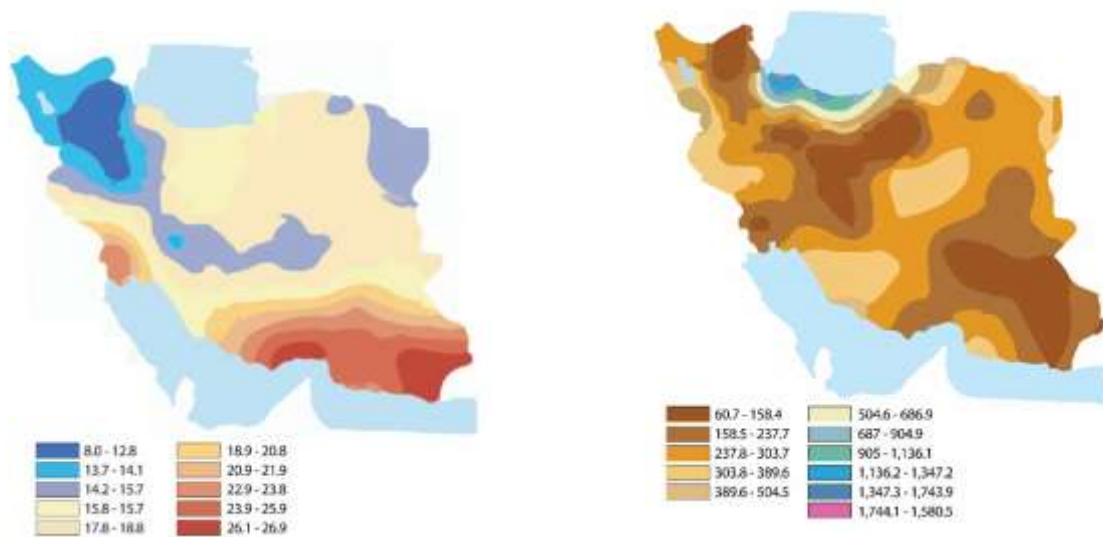 8.0 - 12.8
13.7 - 14.1
14.2 - 15.7
15.8 - 15.7
17.8 - 18.8
18.9 - 20.8
20.9 - 21.9
22.9 - 23.8
23.9 - 25.9
26.1 - 26.9
60.7 - 158.4
158.5 - 237.7
237.8 - 303.7
303.8 - 389.6
389.6 - 504.5
504.6 - 686.9
687 - 904.9
905 - 1,136.1
1,136.2 - 1,347.2
1,347.3 - 1,743.9
1,744.1 - 1,580.5